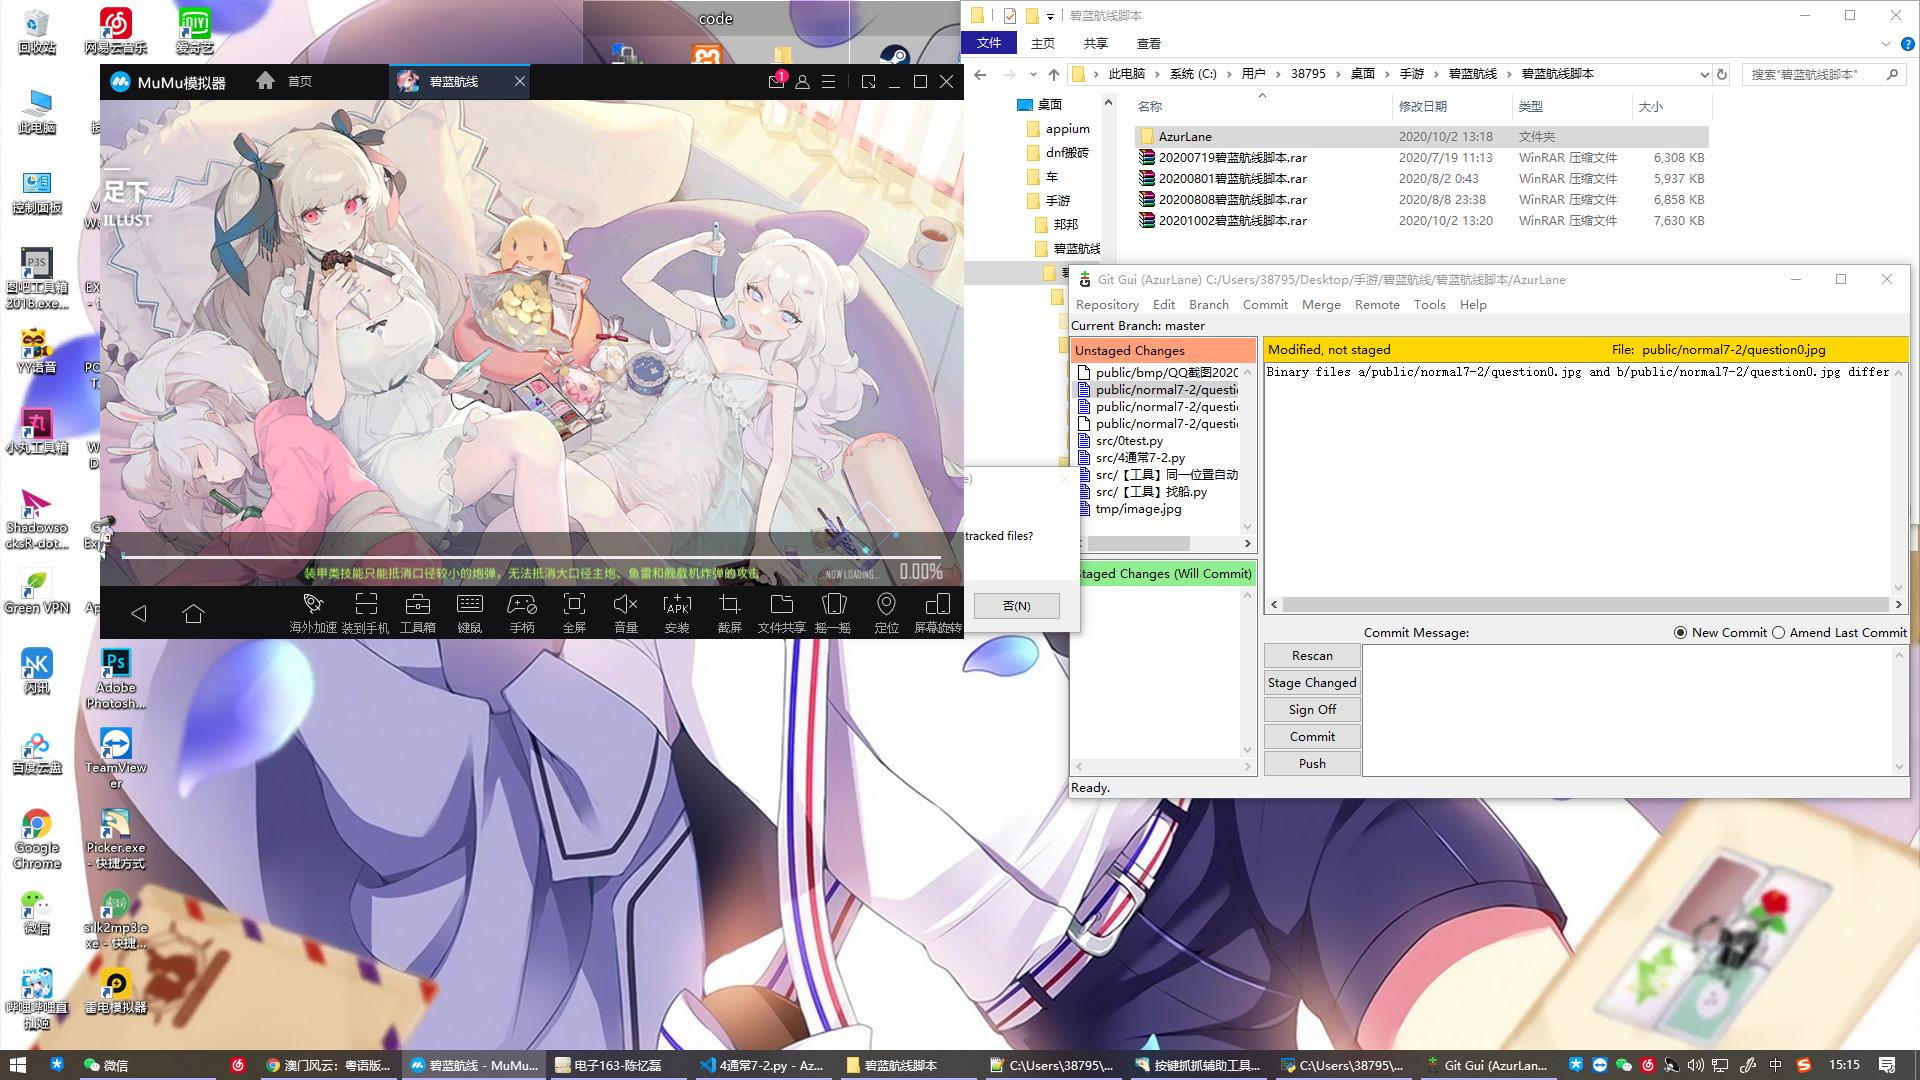 回收站
网易云音乐
爱奇艺
此电脑
控制面板
图吧工具箱
2018.exe...
YY语音
小丸工具箱
Shadowso
cksR-dot...
Green VPN
闪讯
Adobe
Photosh...
百度云盘
TeamView
er
Google
Chrome
Picker.exe
- 快捷方式
微信
silk2mp3.e
xe - 快捷...
哔哩哔哩直
播姬
雷电模拟器
code
MuMu模拟器
首页
碧蓝航线
1
足下
ILLUST
装甲类技能只能抵消口径较小的炮弹，无法抵消大口径主炮、鱼雷和舰载机炸弹的攻击
NOW LOADING...
0.00%
海外加速
装到手机
工具箱
键鼠
手柄
全屏
音量
安装
截屏
文件共享
摇一摇
定位
屏幕旋转
碧蓝航线脚本
文件
主页
共享
查看
此电脑 › 系统 (C:) › 用户 › 38795 › 桌面 › 手游 › 碧蓝航线 › 碧蓝航线脚本
搜索"碧蓝航线脚本"
桌面
appium
dnf搬砖
车
手游
邦邦
碧蓝航线
名称 修改日期 类型 大小
AzurLane 2020/10/2 13:18 文件夹
20200719碧蓝航线脚本.rar 2020/7/19 11:13 WinRAR 压缩文件 6,308 KB
20200801碧蓝航线脚本.rar 2020/8/2 0:43 WinRAR 压缩文件 5,937 KB
20200808碧蓝航线脚本.rar 2020/8/8 23:38 WinRAR 压缩文件 6,858 KB
20201002碧蓝航线脚本.rar 2020/10/2 13:20 WinRAR 压缩文件 7,630 KB
Git Gui (AzurLane) C:/Users/38795/Desktop/手游/碧蓝航线/碧蓝航线脚本/AzurLane
Repository Edit Branch Commit Merge Remote Tools Help
Current Branch: master
Unstaged Changes
public/bmp/QQ截图2020
public/normal7-2/questi
public/normal7-2/questi
public/normal7-2/questi
src/0test.py
src/4通常7-2.py
src/【工具】同一位置自动
src/【工具】找船.py
tmp/image.jpg
Modified, not staged
File: public/normal7-2/question0.jpg
Binary files a/public/normal7-2/question0.jpg and b/public/normal7-2/question0.jpg differ
tracked files?
否(N)
Staged Changes (Will Commit)
Commit Message:
New Commit
Amend Last Commit
Rescan
Stage Changed
Sign Off
Commit
Push
Ready.
微信
澳门风云：粤语版...
碧蓝航线 - MuMu...
电子163-陈忆磊
4通常7-2.py - Az...
碧蓝航线脚本
C:\Users\38795\...
按键抓抓辅助工具...
C:\Users\38795\...
Git Gui (AzurLan...
中
15:15